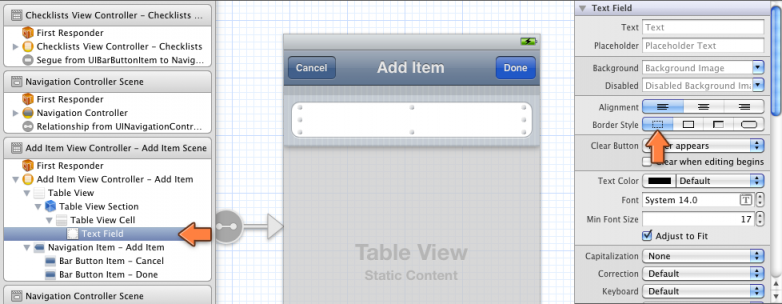 Checklists View Controller – Checklists ...
First Responder
Checklists View Controller – Checklists
Segue from UIBarButtonItem to Navig...
Navigation Controller Scene
First Responder
Navigation Controller
Relationship from UINavigationContr...
Add Item View Controller – Add Item Scene
First Responder
Add Item View Controller – Add Item
Table View
Table View Section
Table View Cell
Text Field
Navigation Item – Add Item
Bar Button Item – Cancel
Bar Button Item – Done
Navigation Controller Scene
Cancel
Add Item
Done
Table View
Static Content
Text Field
Text Text
Placeholder Placeholder Text
Background Background Image
Disabled Disabled Background Im
Alignment
Border Style
Clear Button appears
Clear when editing begins
Text Color Default
Font System 14.0
Min Font Size 17
Adjust to Fit
Capitalization None
Correction Default
Keyboard Default